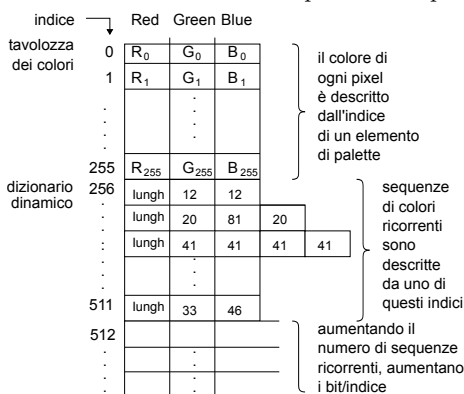 indice Red Green Blue
tavolozza
dei colori
0 R0 G0 B0
1 R1 G1 B1
. . .
. . .
. . .
255 R255 G255 B255
il colore di
ogni pixel
è descritto
dall'indice
di un elemento
di palette
dizionario
dinamico
256 lungh 12 12
. lungh 20 81 20
. lungh 41 41 41 41
. . .
511 lungh 33 46
sequenze
di colori
ricorrenti
sono
descritte
da uno di
questi indici
512
. . .
. . .
. . .
aumentando il
numero di sequenze
ricorrenti, aumentano
i bit/indice